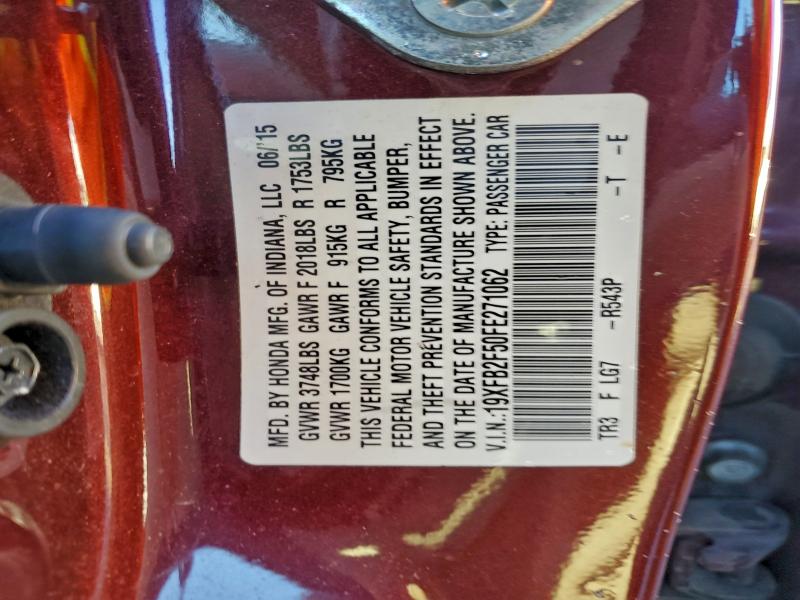 MFD. BY HONDA MFG. OF INDIANA, LLC 06/'15
GVWR 3748LBS GAWR F 2018LBS R 1753LBS
GVWR 1700KG GAWR F 915KG R 795KG
THIS VEHICLE CONFORMS TO ALL APPLICABLE
FEDERAL MOTOR VEHICLE SAFETY, BUMPER,
AND THEFT PREVENTION STANDARDS IN EFFECT
ON THE DATE OF MANUFACTURE SHOWN ABOVE.
V.I.N.:19XFB2F50FE271062 TYPE: PASSENGER CAR
TR3 F LG7 -R543P -T -E